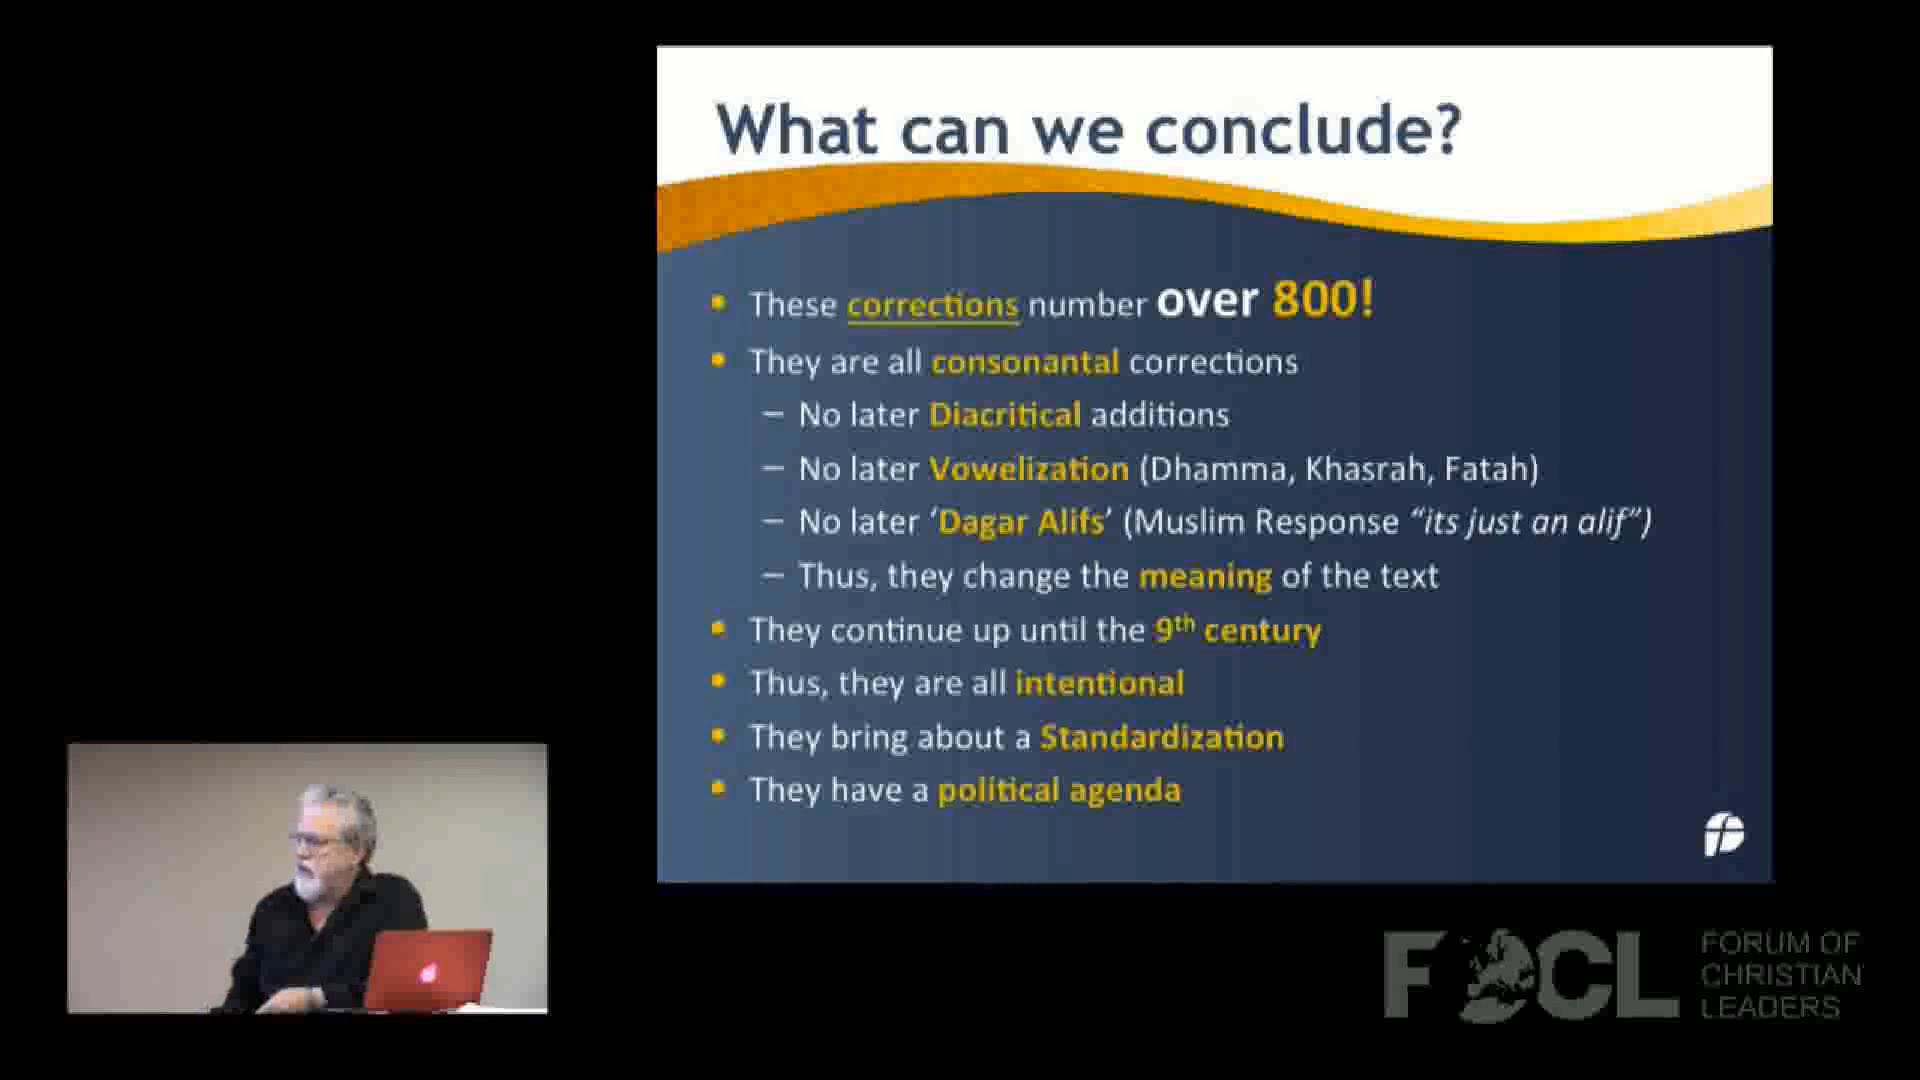 What can we conclude?
• These corrections number over 800!
• They are all consonantal corrections
– No later Diacritical additions
– No later Vowelization (Dhamma, Khasrah, Fatah)
– No later ‘Dagar Alifs’ (Muslim Response “its just an alif”)
– Thus, they change the meaning of the text
• They continue up until the 9th century
• Thus, they are all intentional
• They bring about a Standardization
• They have a political agenda
FOCL
FORUM OF
CHRISTIAN
LEADERS